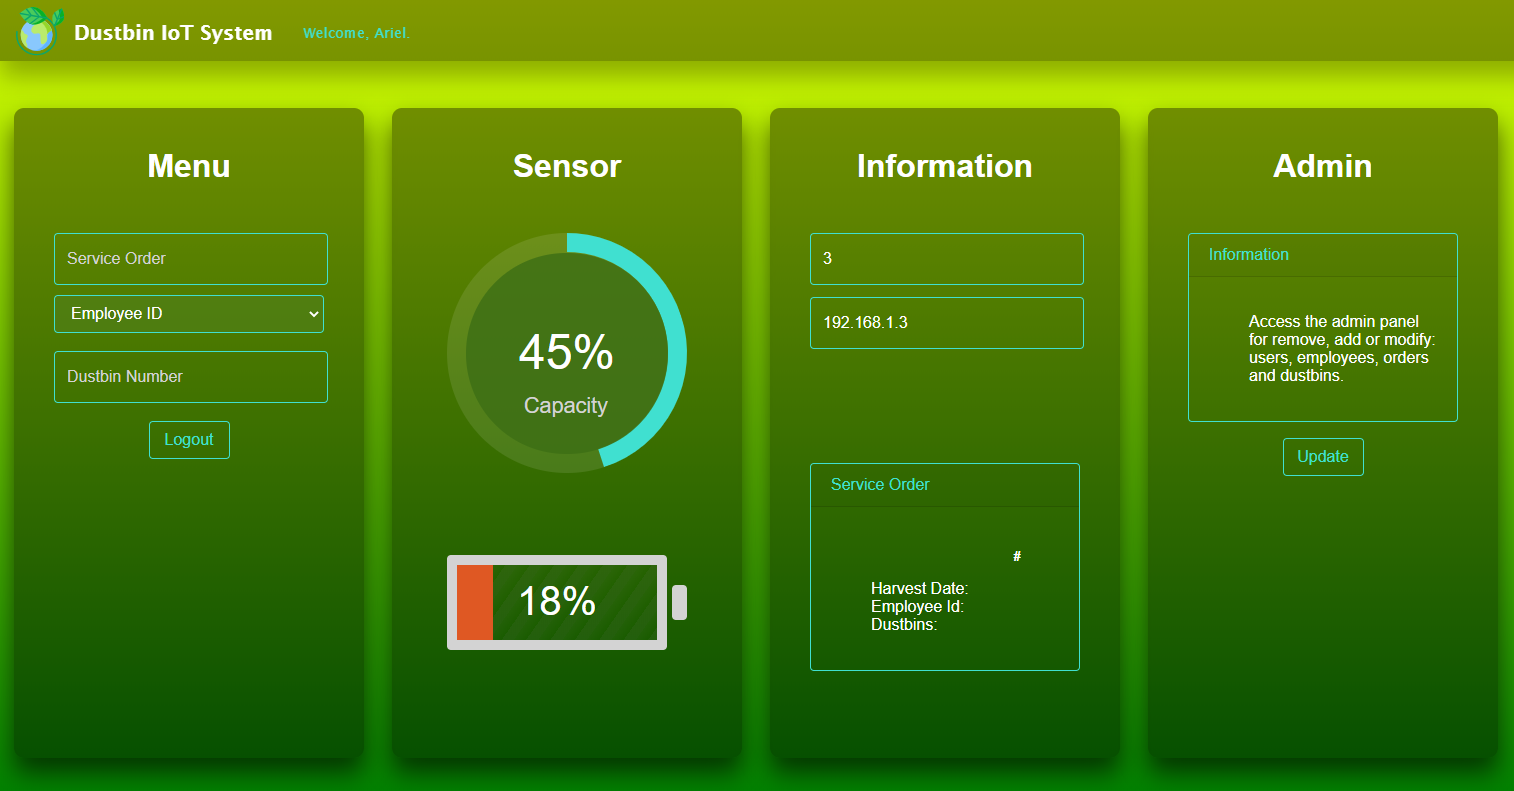 Dustbin IoT System
Welcome, Ariel.
Menu
Service Order
Employee ID
Dustbin Number
Logout
Sensor
45%
Capacity
18%
Information
3
192.168.1.3
Service Order
#
Harvest Date:
Employee Id:
Dustbins:
Admin
Information
Access the admin panel
for remove, add or modify:
users, employees, orders
and dustbins.
Update